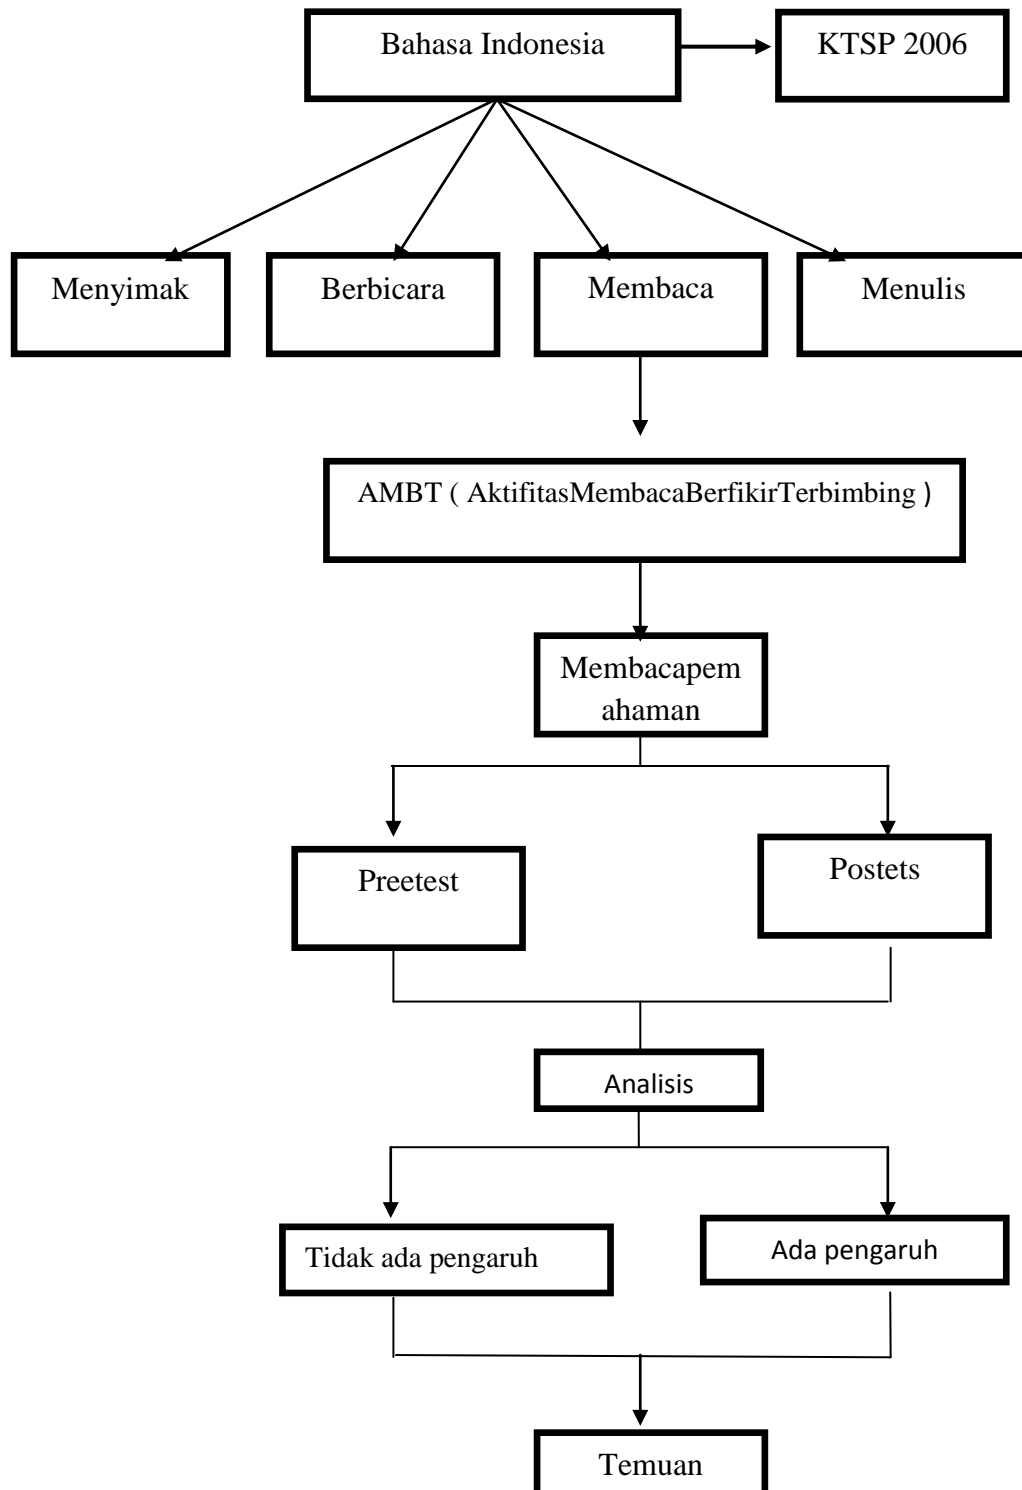 Bahasa Indonesia
KTSP 2006
Menyimak
Berbicara
Membaca
Menulis
AMBT ( AktifitasMembacaBerfikirTerbimbing )
Membacapem
ahaman
Preetest
Postets
Analisis
Tidak ada pengaruh
Ada pengaruh
Temuan